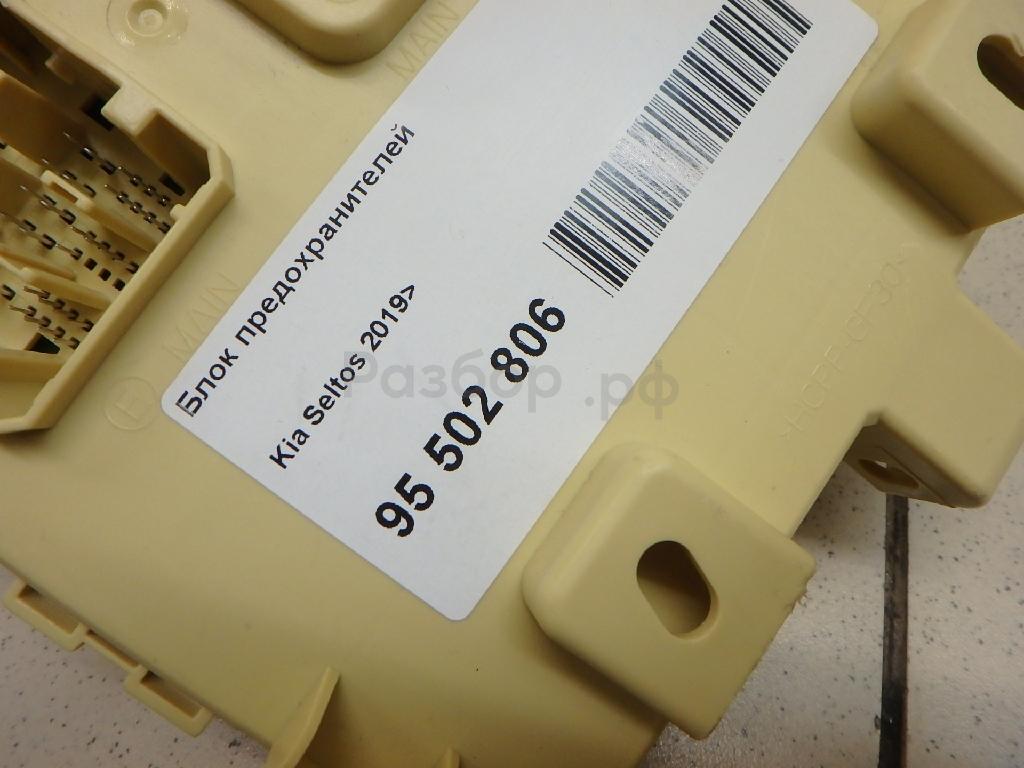 MAIN
Блок предохранителей
Kia Seltos 2019>
95 502 806
MAIN
E
>HCPP-GF30<
Разбор.рф